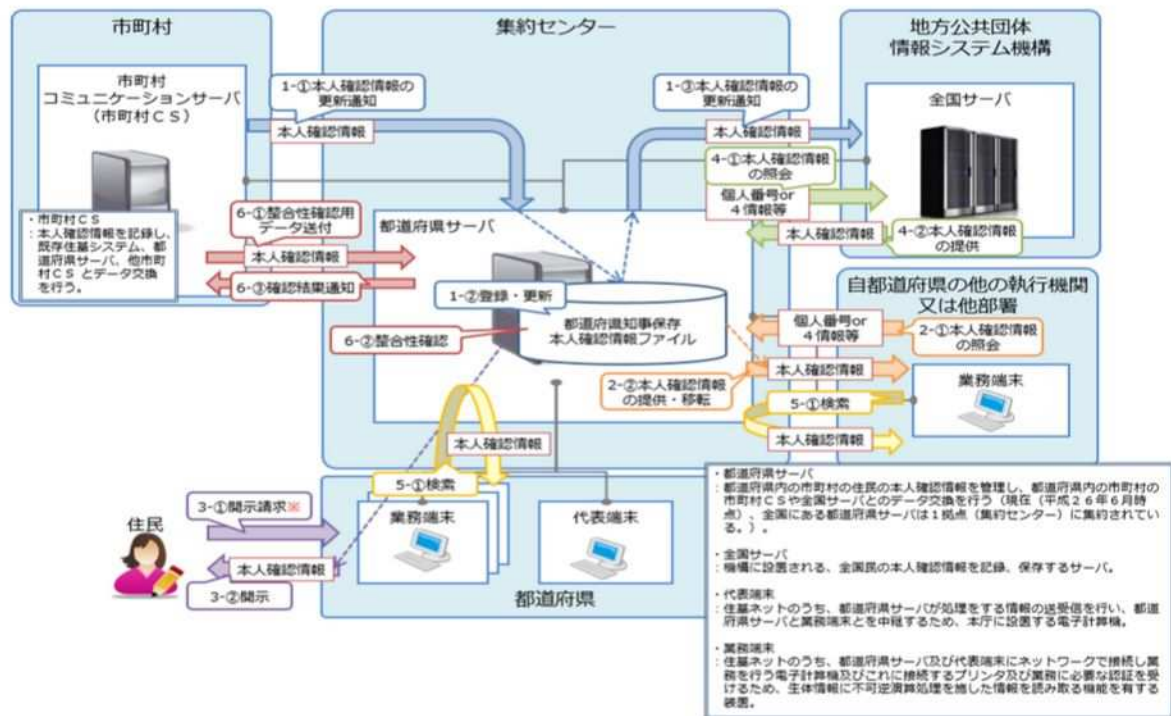 市町村
集約センター
地方公共団体
情報システム機構
市町村
コミュニケーションサーバ
（市町村ＣＳ）
1-①本人確認情報の
更新通知
本人確認情報
1-③本人確認情報の
更新通知
本人確認情報
全国サーバ
4-①本人確認情報
の照会
個人番号or
４情報等
本人確認情報
4-②本人確認情報
の提供
・市町村ＣＳ
：本人確認情報を記録し、
既存住基システム、都
道府県サーバ、他市町
村ＣＳ とデータ交換
を行う。
6-①整合性確認用
データ送付
本人確認情報
6-③確認結果通知
都道府県サーバ
1-②登録・更新
6-②整合性確認
都道府県知事保存
本人確認情報ファイル
自都道府県の他の執行機関
又は他部署
個人番号or
４情報等
2-①本人確認情報
の照会
本人確認情報
2-②本人確認情報
の提供・移転
業務端末
5-①検索
本人確認情報
本人確認情報
5-①検索
業務端末
代表端末
都道府県
住民
3-①開示請求※
本人確認情報
3-②開示
・都道府県サーバ
：都道府県内の市町村の住民の本人確認情報を管理し、都道府県内の市町村の
市町村ＣＳや全国サーバとのデータ交換を行う（現在（平成２６年６月時
点）、全国にある都道府県サーバは１拠点（集約センター）に集約されてい
る。）。
・全国サーバ
：機構に設置される、全国民の本人確認情報を記録、保存するサーバ。
・代表端末
：住基ネットのうち、都道府県サーバが処理をする情報の送受信を行い、都道
府県サーバと業務端末とを中継するため、本庁に設置する電子計算機。
・業務端末
：住基ネットのうち、都道府県サーバ及び代表端末にネットワークで接続し業
務を行う電子計算機及びこれに接続するプリンタ及び業務に必要な認証を受
けるため、生体情報に不可逆演算処理を施した情報を読み取る機能を有する
装置。